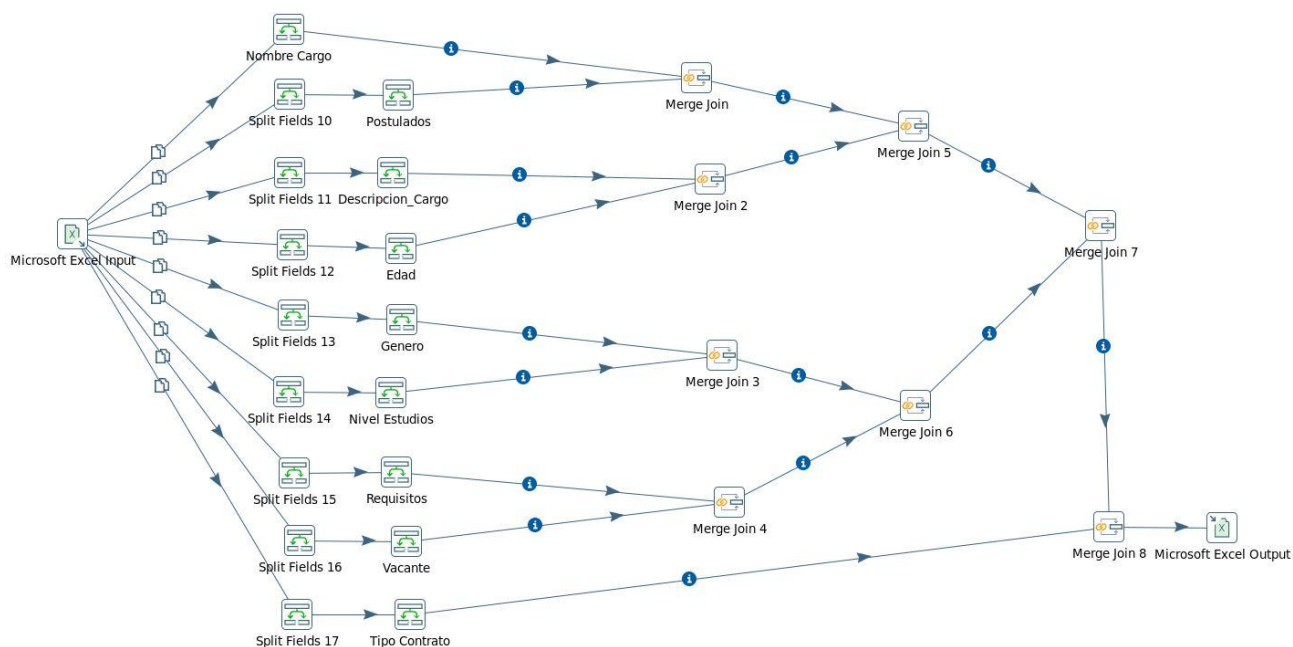 Nombre Cargo
Merge Join
Split Fields 10
Postulados
Merge Join 5
Split Fields 11
Descripcion_Cargo
Merge Join 2
Microsoft Excel Input
Split Fields 12
Edad
Merge Join 7
Split Fields 13
Genero
Merge Join 3
Split Fields 14
Nivel Estudios
Merge Join 6
Split Fields 15
Requisitos
Merge Join 4
Split Fields 16
Vacante
Merge Join 8
Microsoft Excel Output
Split Fields 17
Tipo Contrato